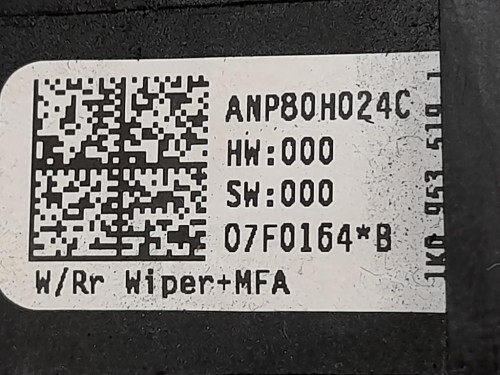 ANP80H024C
HW:000
SW:000
07F0164*B
W/Rr Wiper+MFA
1K0 953 519